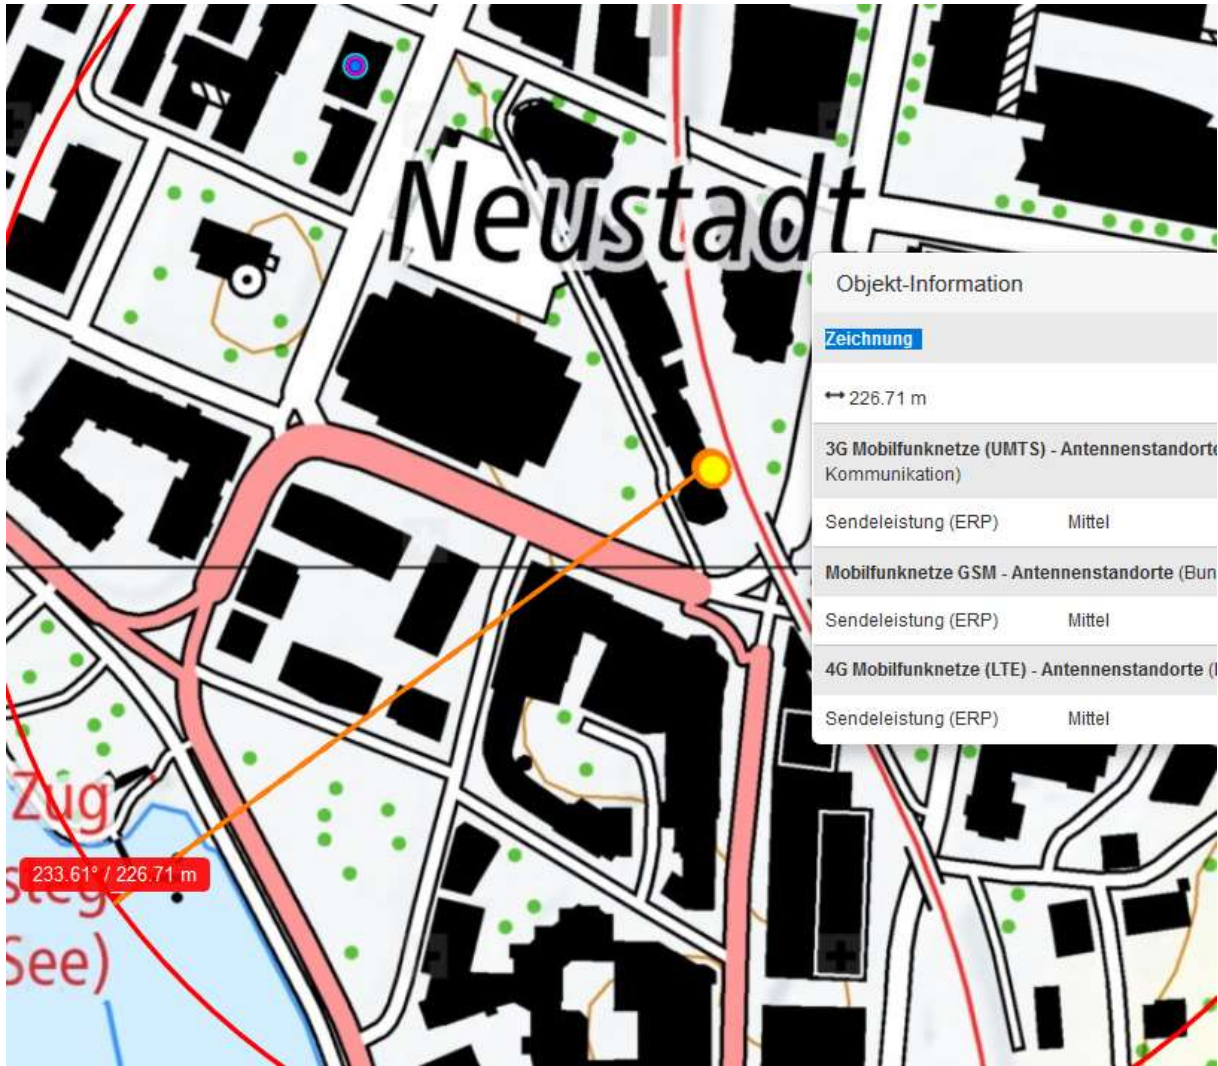 Neustadt
Objekt-Information
Zeichnung
↔ 226.71 m
3G Mobilfunknetze (UMTS) - Antennenstandorte
Kommunikation)
Sendeleistung (ERP) Mittel
Mobilfunknetze GSM - Antennenstandorte (Bun
Sendeleistung (ERP) Mittel
4G Mobilfunknetze (LTE) - Antennenstandorte (
Sendeleistung (ERP) Mittel
Zug
233.61° / 226.71 m
See)